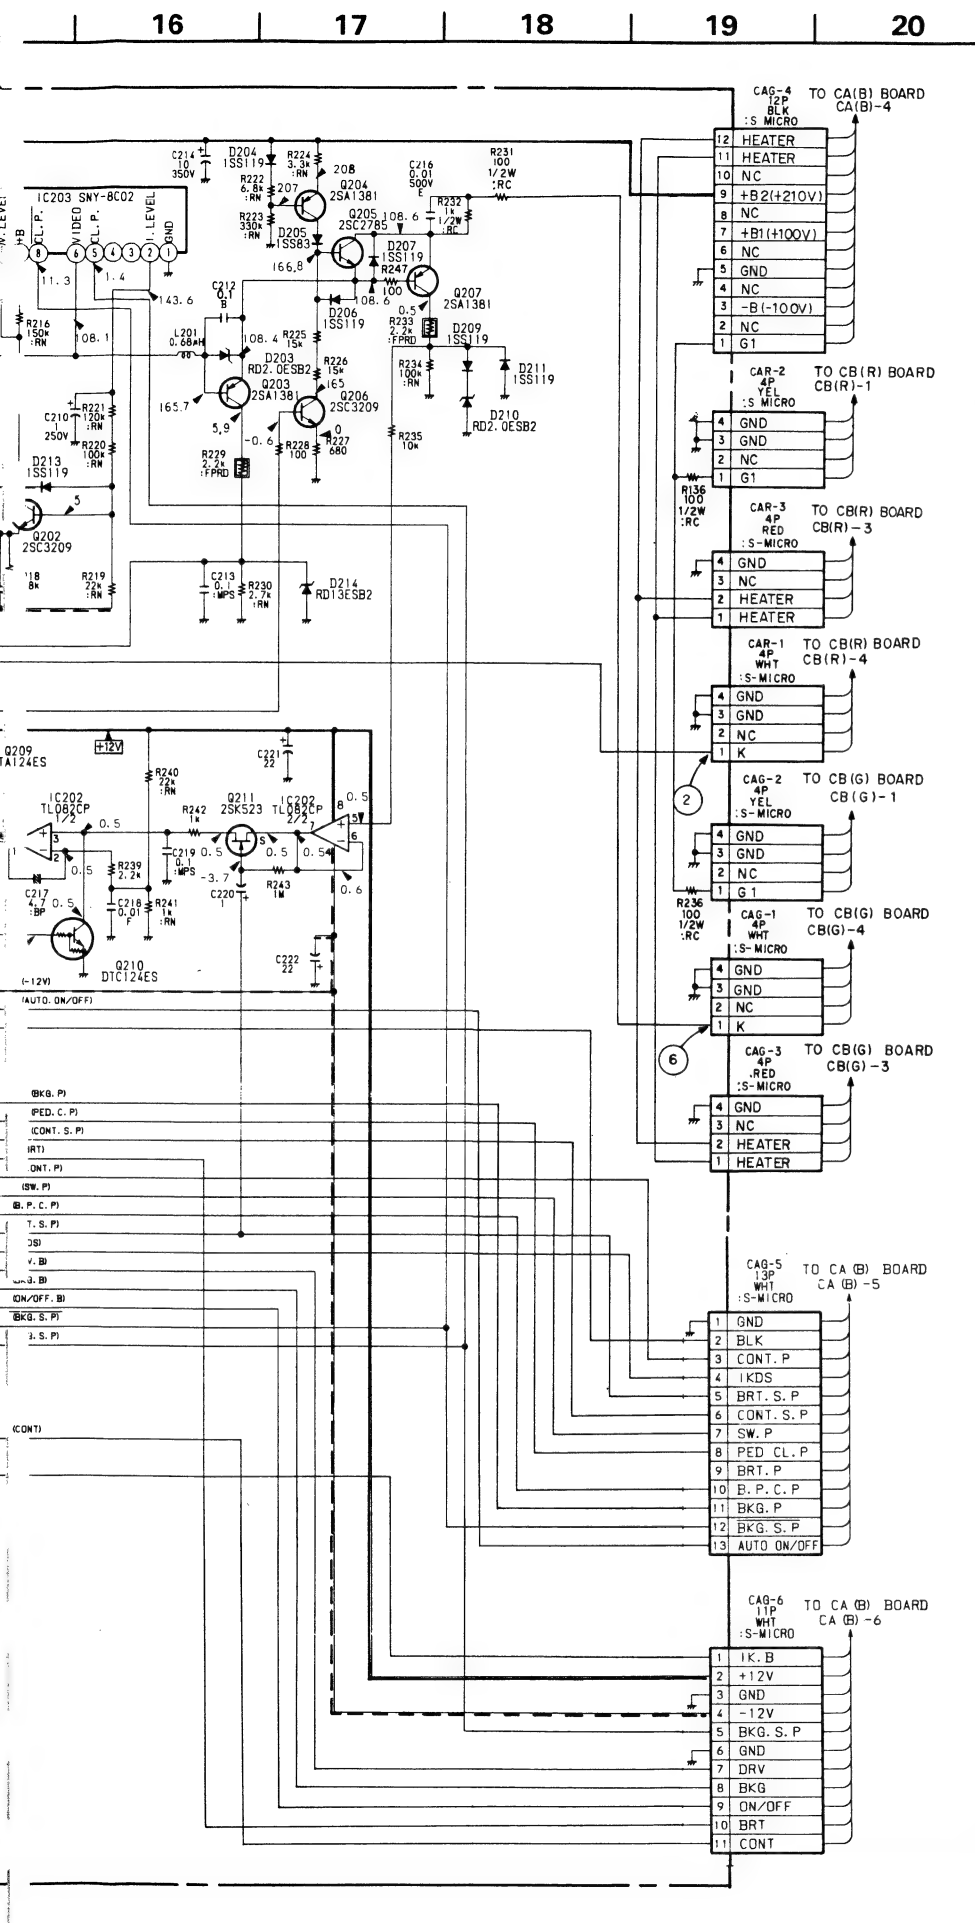 16 17 18 19 20
CAG-4
12P
BLK
:S MICRO
TO CA(B) BOARD
CA(B)-4
12 HEATER
11 HEATER
10 NC
9 +B2(+210V)
8 NC
7 +B1(+100V)
6 NC
5 GND
4 NC
3 -B(-100V)
2 NC
1 G1
C214
10
350V
D204
1SS119
R222
6.8k
:RN
R223
330k
:RN
207
R224
3.3k
:RN
208
Q204
2SA1381
D205
1SS83
Q205
2SC2785
108.6
166.8
C216
0.01
500V
E
R231
100
1/2W
:RC
R232
1k
1/2W
:RC
D207
1SS119
R247
100
108.6
D206
1SS119
Q207
2SA1381
0.5
R233
2.2k
:FPRD
D209
1SS119
R234
100k
:RN
D211
1SS119
D210
RD2.0ESB2
IC203 SNY-8C02
+B
C.L.P.
VIDEO
C.L.P.
I.LEVEL
GND
8 6 5 4 3 2 1
11.3
1.4
143.6
108.1
R216
150k
:RN
C212
0.1
B
L201
0.68mH
108.4
D203
RD2.0ESB2
Q203
2SA1381
165.7
5.9
R225
15k
R226
15k
165
Q206
2SC3209
0
-0.6
R228
100
R227
680
R235
10k
R229
2.2k
:FPRD
C210
1
250V
R221
120k
:RN
R220
100k
:RN
D213
1SS119
5
Q202
2SC3209
R219
22k
:RN
C213
0.1
:MPS
R230
2.7k
:RN
D214
RD13ESB2
CAR-2
4P
YEL
:S MICRO
TO CB(R) BOARD
CB(R)-1
4 GND
3 GND
2 NC
1 G1
R136
100
1/2W
:RC
CAR-3
4P
RED
:S-MICRO
TO CB(R) BOARD
CB(R)-3
4 GND
3 NC
2 HEATER
1 HEATER
CAR-1
4P
WHT
:S-MICRO
TO CB(R) BOARD
CB(R)-4
4 GND
3 GND
2 NC
1 K
2
CAG-2
4P
YEL
:S-MICRO
TO CB(G) BOARD
CB(G)-1
4 GND
3 GND
2 NC
1 G1
R236
100
1/2W
:RC
CAG-1
4P
WHT
:S-MICRO
TO CB(G) BOARD
CB(G)-4
4 GND
3 GND
2 NC
1 K
6
CAG-3
4P
.RED
:S-MICRO
TO CB(G) BOARD
CB(G)-3
4 GND
3 NC
2 HEATER
1 HEATER
Q209
+12V
C221
22
R240
22k
:RN
IC202
TL082CP
1/2
0.5
3
2
1
0.5
R242
1k
Q211
2SK523
S
IC202
TL082CP
2/2
8
0.5
5
6
7
4
0.5
0.5
0.5
0.6
-3.7
C219
0.1
:MPS
R239
2.2k
C217
4.7
:BP
0.5
C218
0.01
F
R241
1k
:RN
C220
1
R243
1M
Q210
DTC124ES
C222
22
(-12V)
(AUTO. ON/OFF)
(BKG. P)
(PED. C. P)
(CONT. S. P)
(SW. P)
(B. P. C. P)
(ON/OFF. B)
(BKG. S. P)
(CONT)
CAG-5
13P
WHT
:S-MICRO
TO CA (B) BOARD
CA (B) -5
1 GND
2 BLK
3 CONT. P
4 IKDS
5 BRT. S. P
6 CONT. S. P
7 SW. P
8 PED CL. P
9 BRT. P
10 B. P. C. P
11 BKG. P
12 BKG. S. P
13 AUTO ON/OFF
CAG-6
11P
WHT
:S-MICRO
TO CA (B) BOARD
CA (B) -6
1 IK. B
2 +12V
3 GND
4 -12V
5 BKG. S. P
6 GND
7 DRV
8 BKG
9 ON/OFF
10 BRT
11 CONT